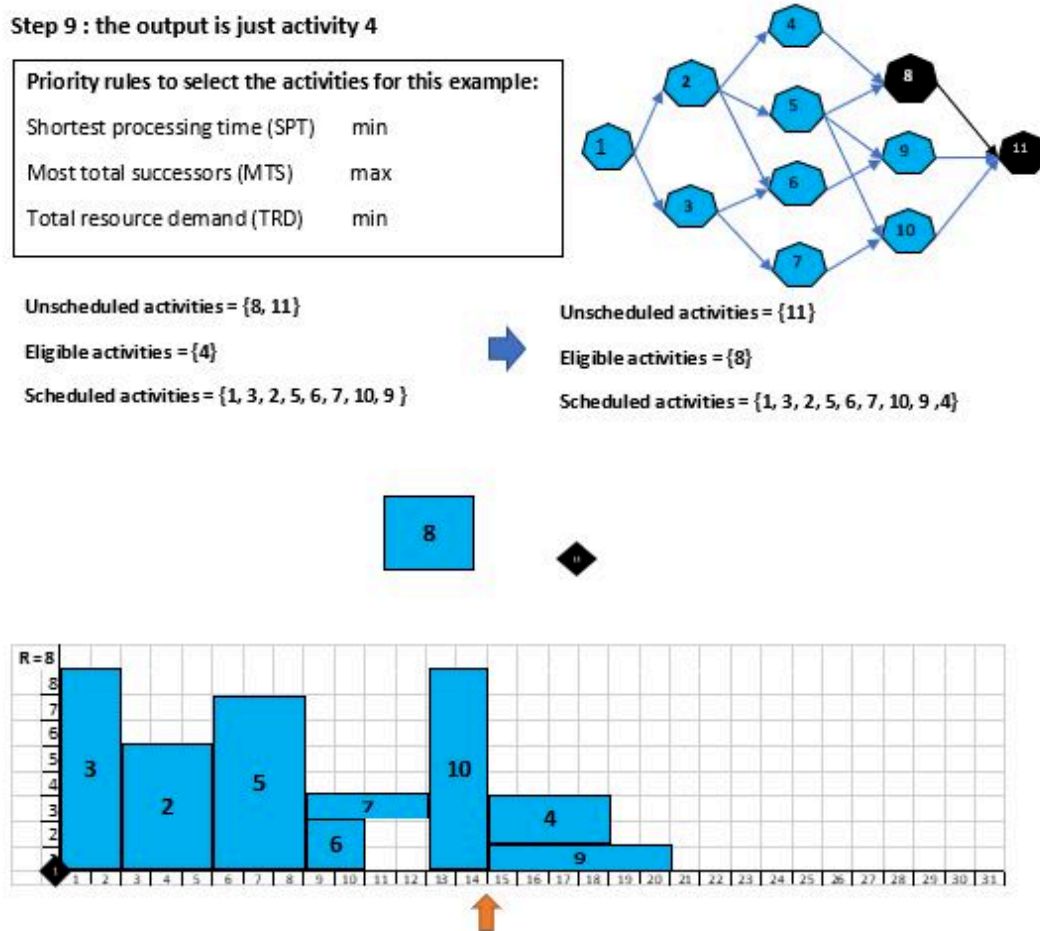 Step 9 : the output is just activity 4
Priority rules to select the activities for this example:
Shortest processing time (SPT) min
Most total successors (MTS) max
Total resource demand (TRD) min
4
8
2
5
1
9
11
6
3
10
7
Unscheduled activities = {8, 11}
Eligible activities = {4}
Scheduled activities = {1, 3, 2, 5, 6, 7, 10, 9 }
Unscheduled activities = {11}
Eligible activities = {8}
Scheduled activities = {1, 3, 2, 5, 6, 7, 10, 9 ,4}
8
11
R = 8
8
7
6
5
4
3
2
3
2
5
7
6
10
4
9
1 2 3 4 5 6 7 8 9 10 11 12 13 14 15 16 17 18 19 20 21 22 23 24 25 26 27 28 29 30 31